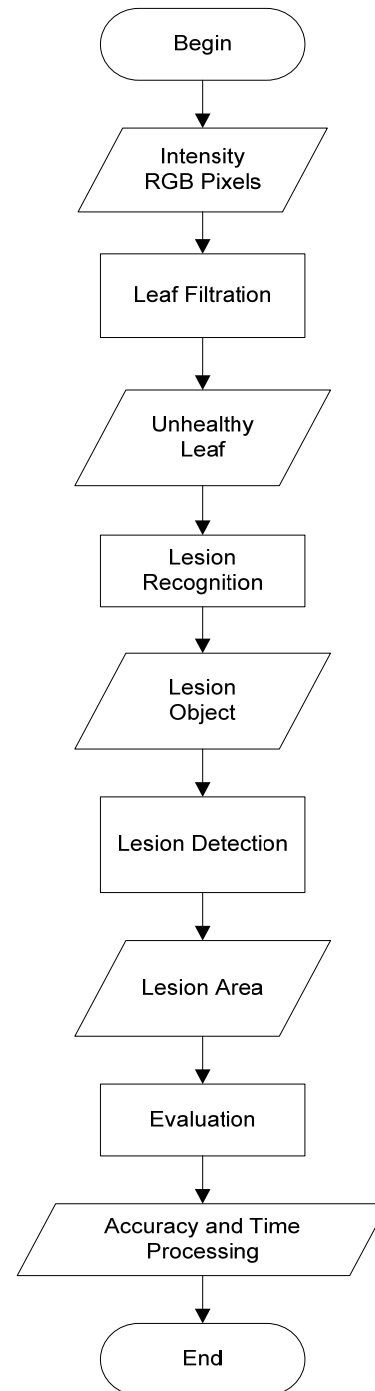 Begin
Intensity
RGB Pixels
Leaf Filtration
Unhealthy
Leaf
Lesion
Recognition
Lesion
Object
Lesion Detection
Lesion Area
Evaluation
Accuracy and Time
Processing
End